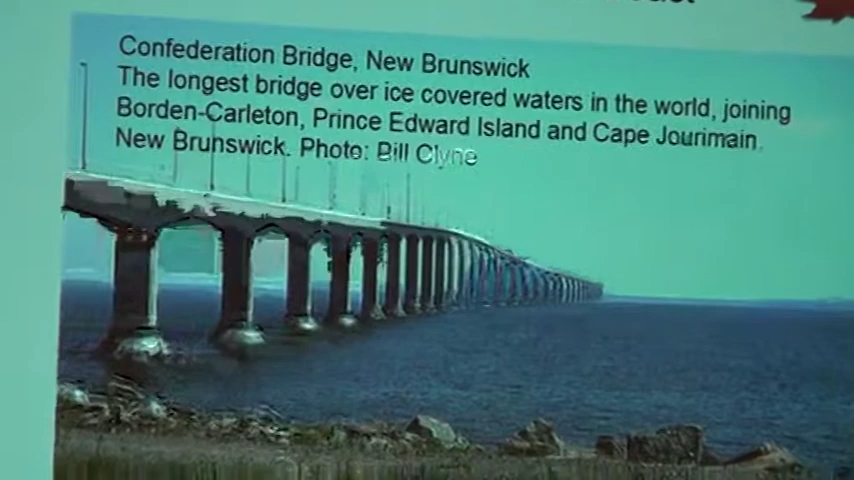 Confederation Bridge, New Brunswick
The longest bridge over ice covered waters in the world, joining
Borden-Carleton, Prince Edward Island and Cape Jourimain.
New Brunswick. Photo: Bill Clyne